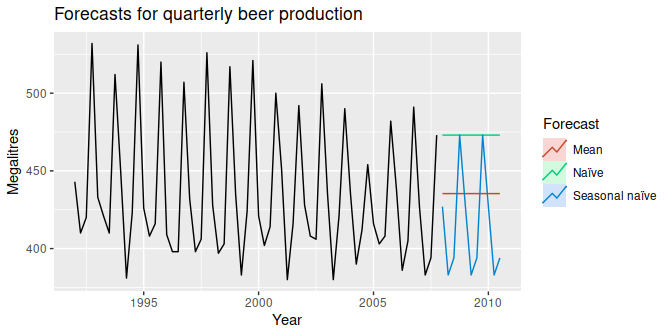 Forecasts for quarterly beer production
500
450
400
Megalitres
1995
2000
2005
2010
Year
Forecast
Mean
Naïve
Seasonal naïve